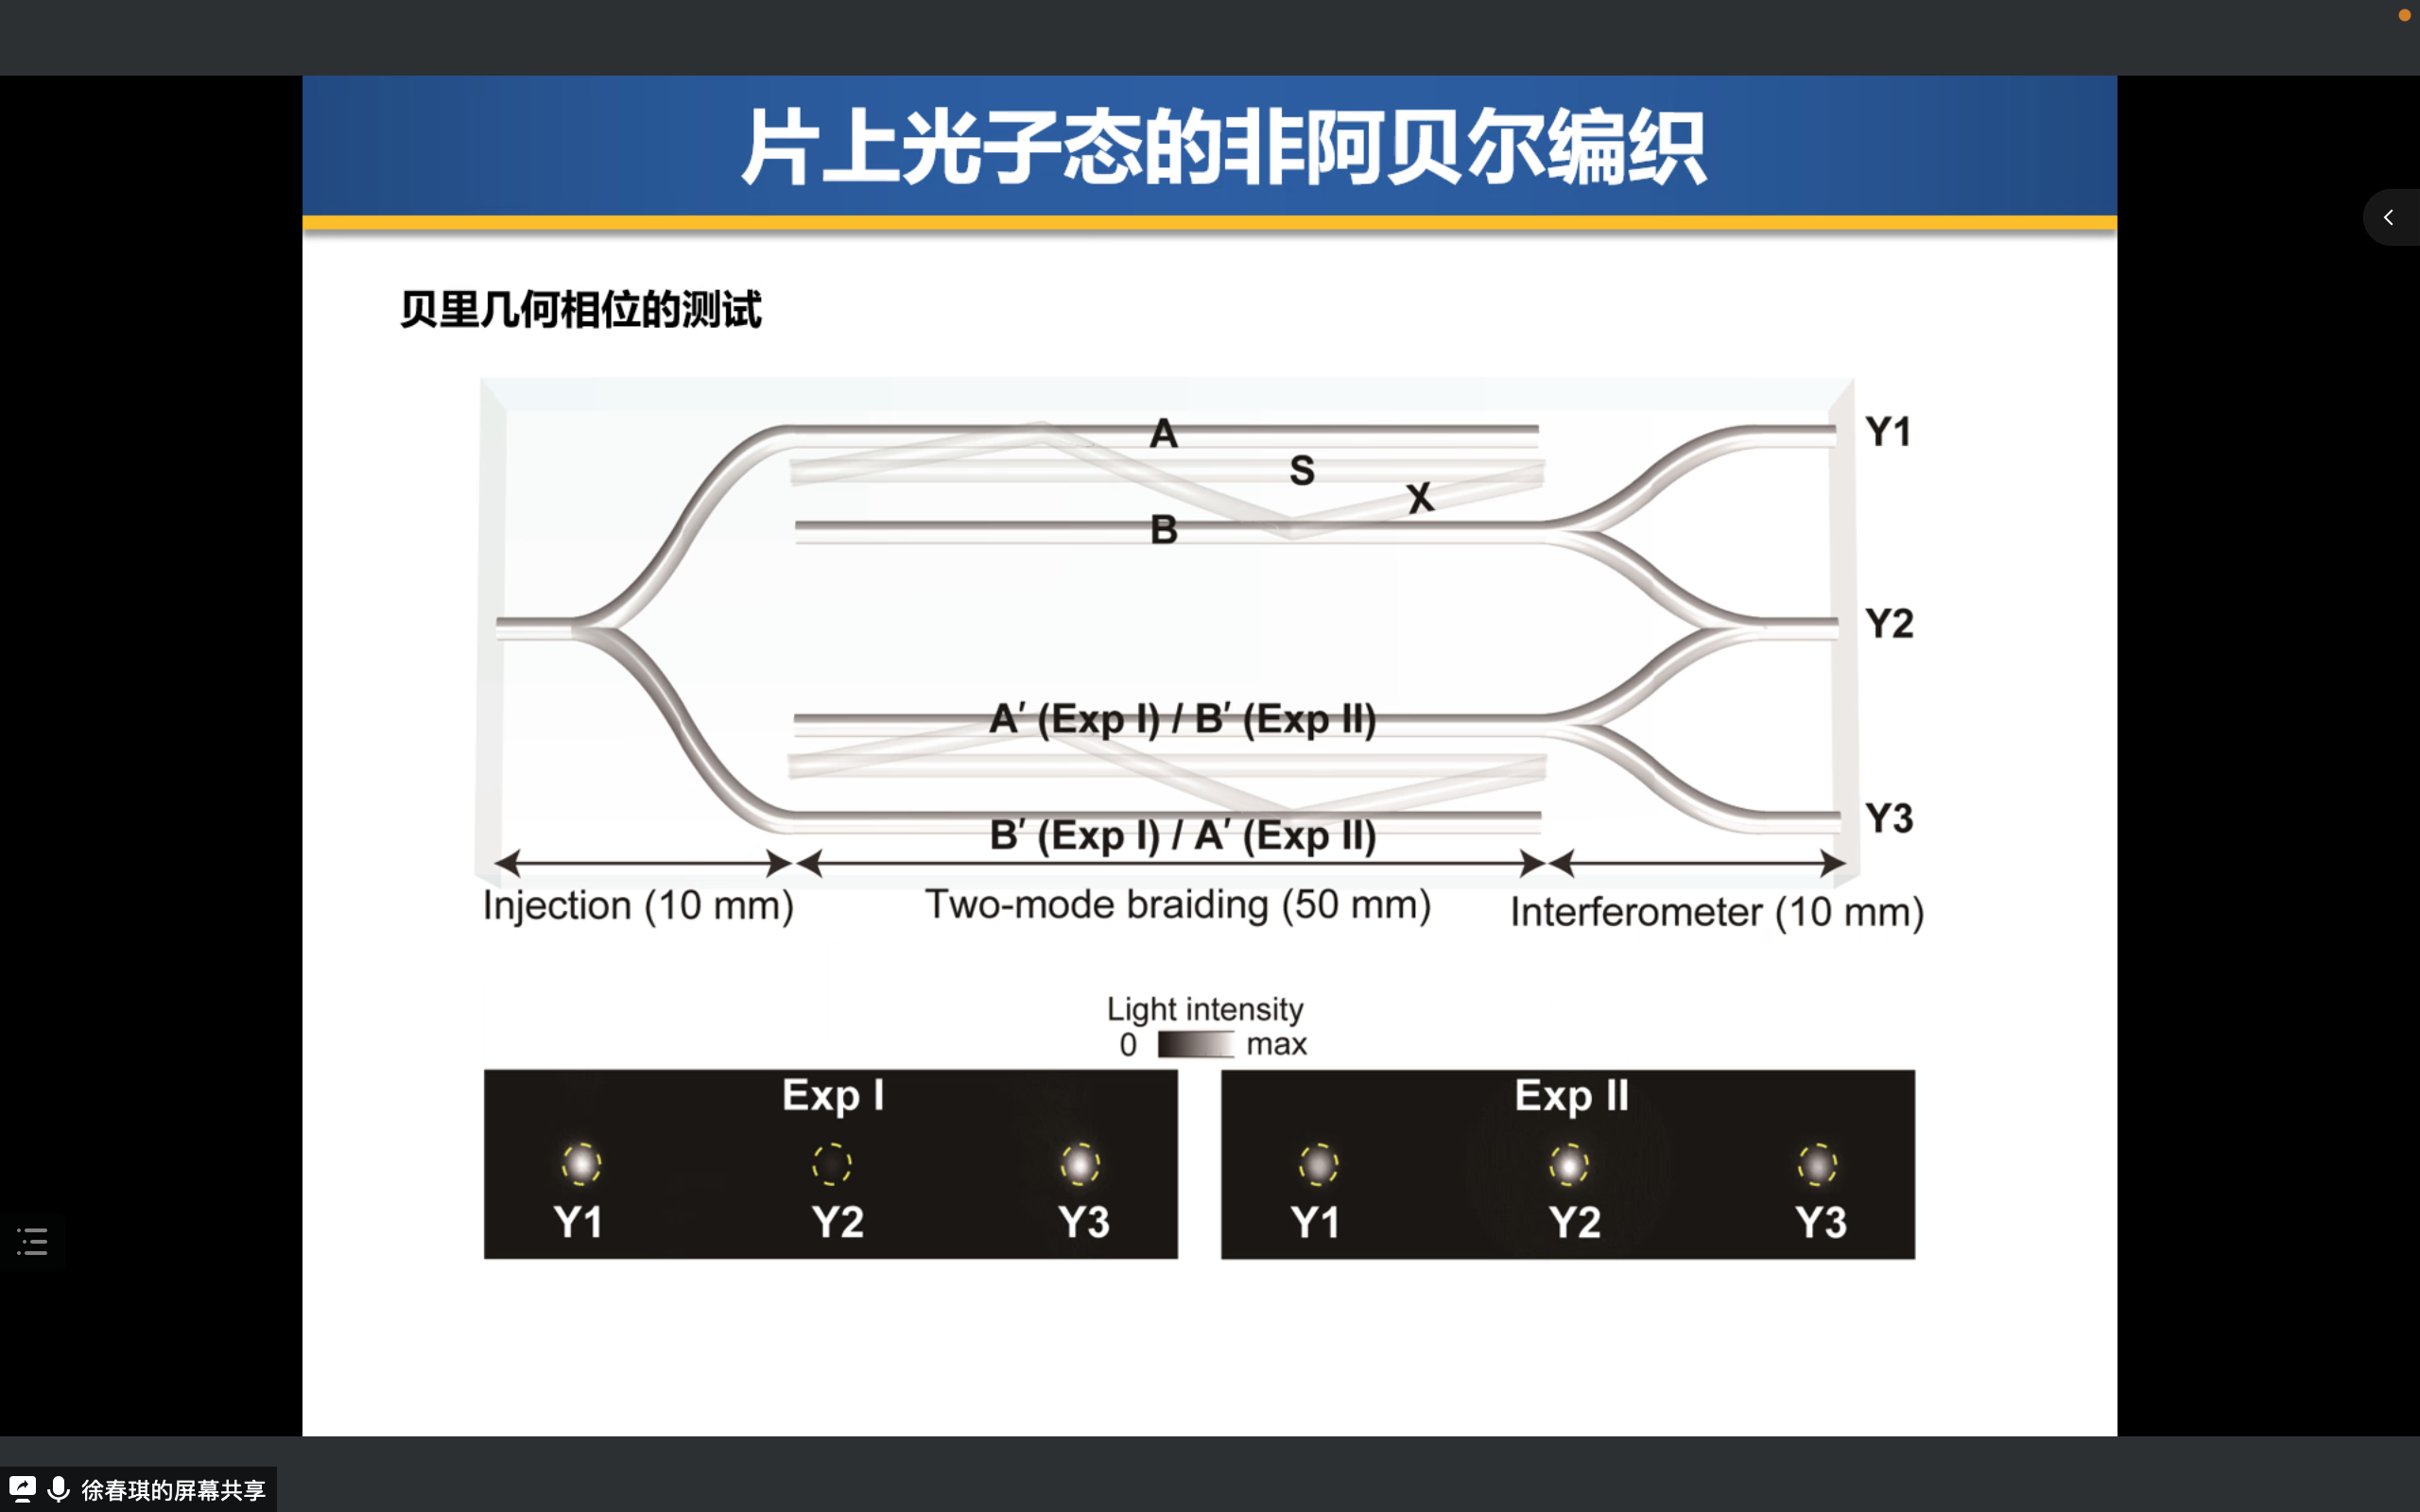 片上光子态的非阿贝尔编织
贝里几何相位的测试
A
S
X
B
Y1
Y2
A′ (Exp I) / B′ (Exp II)
B′ (Exp I) / A′ (Exp II)
Y3
Injection (10 mm)
Two-mode braiding (50 mm)
Interferometer (10 mm)
Light intensity
0 max
Exp I
Y1 Y2 Y3
Exp II
Y1 Y2 Y3
徐春琪的屏幕共享